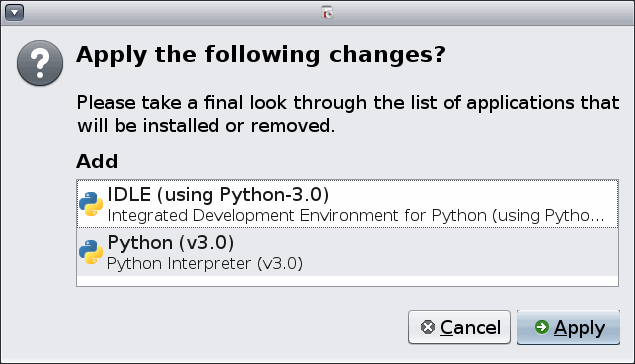 Apply the following changes?
Please take a final look through the list of applications that
will be installed or removed.
Add
IDLE (using Python-3.0)
Integrated Development Environment for Python (using Pytho...
Python (v3.0)
Python Interpreter (v3.0)
Cancel
Apply